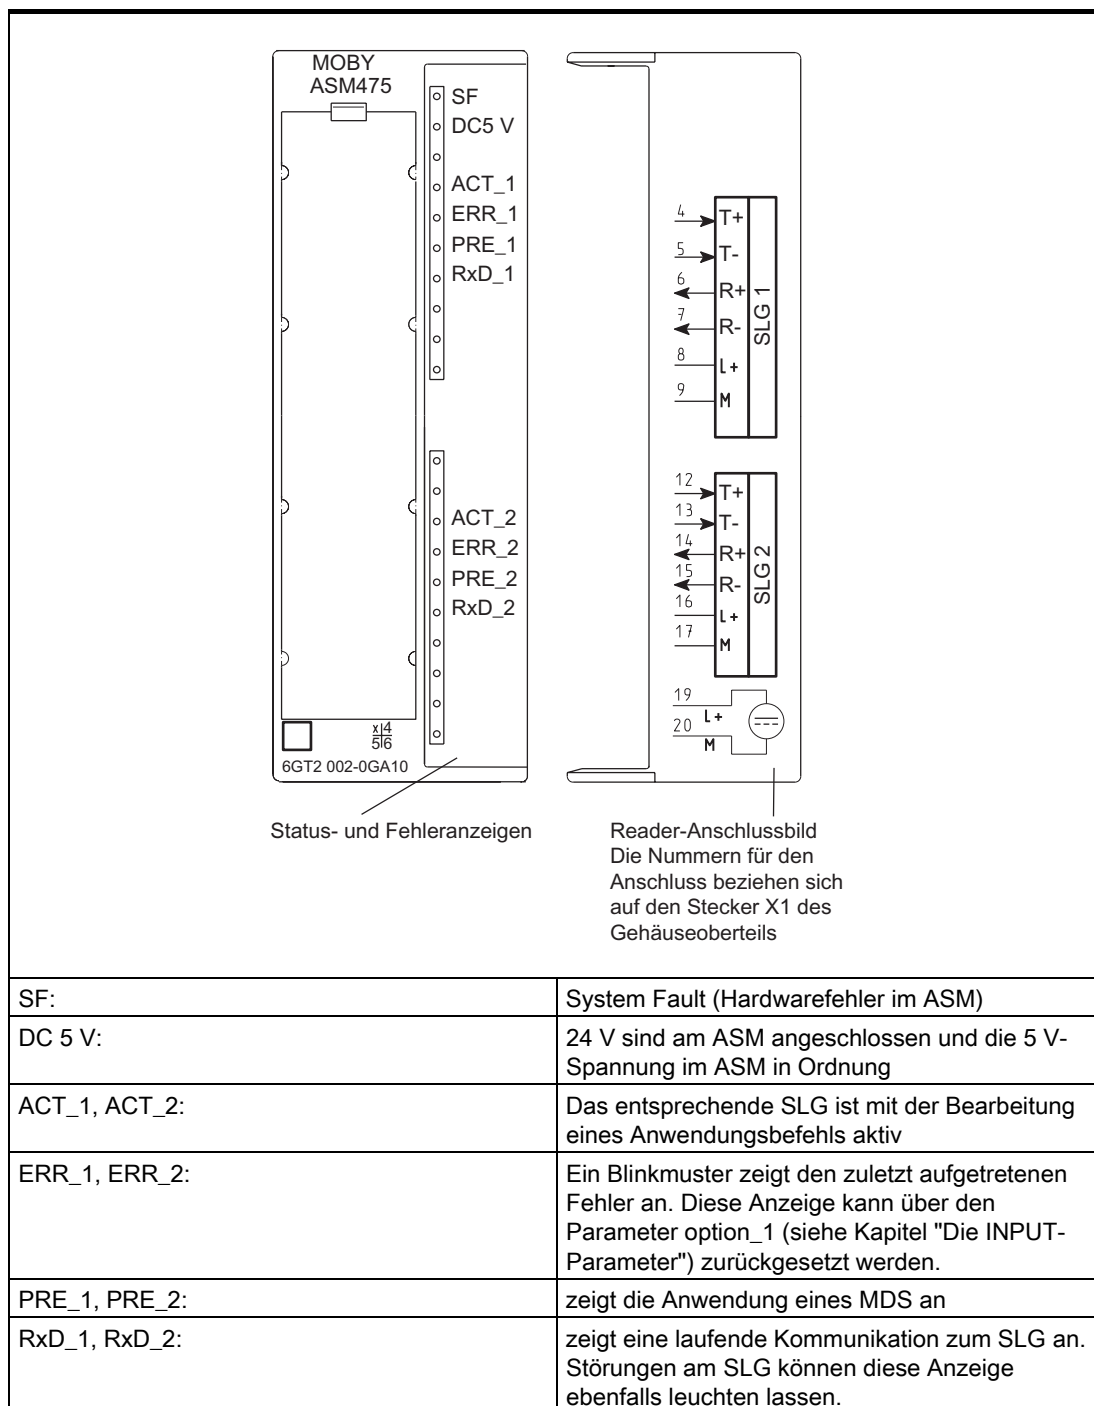 MOBY
ASM475
SF
DC5 V
ACT_1
ERR_1
PRE_1
RxD_1
ACT_2
ERR_2
PRE_2
RxD_2
x 4
5 6
6GT2 002-0GA10
4 T+
5 T-
6 R+
7 R-
8 L+
9 M
SLG 1
12 T+
13 T-
14 R+
15 R-
16 L+
17 M
SLG 2
19 L+
20 M
Status- und Fehleranzeigen
Reader-Anschlussbild
Die Nummern für den
Anschluss beziehen sich
auf den Stecker X1 des
Gehäuseoberteils
SF:
System Fault (Hardwarefehler im ASM)
DC 5 V:
24 V sind am ASM angeschlossen und die 5 V-
Spannung im ASM in Ordnung
ACT_1, ACT_2:
Das entsprechende SLG ist mit der Bearbeitung
eines Anwendungsbefehls aktiv
ERR_1, ERR_2:
Ein Blinkmuster zeigt den zuletzt aufgetretenen
Fehler an. Diese Anzeige kann über den
Parameter option_1 (siehe Kapitel "Die INPUT-
Parameter") zurückgesetzt werden.
PRE_1, PRE_2:
zeigt die Anwendung eines MDS an
RxD_1, RxD_2:
zeigt eine laufende Kommunikation zum SLG an.
Störungen am SLG können diese Anzeige
ebenfalls leuchten lassen.